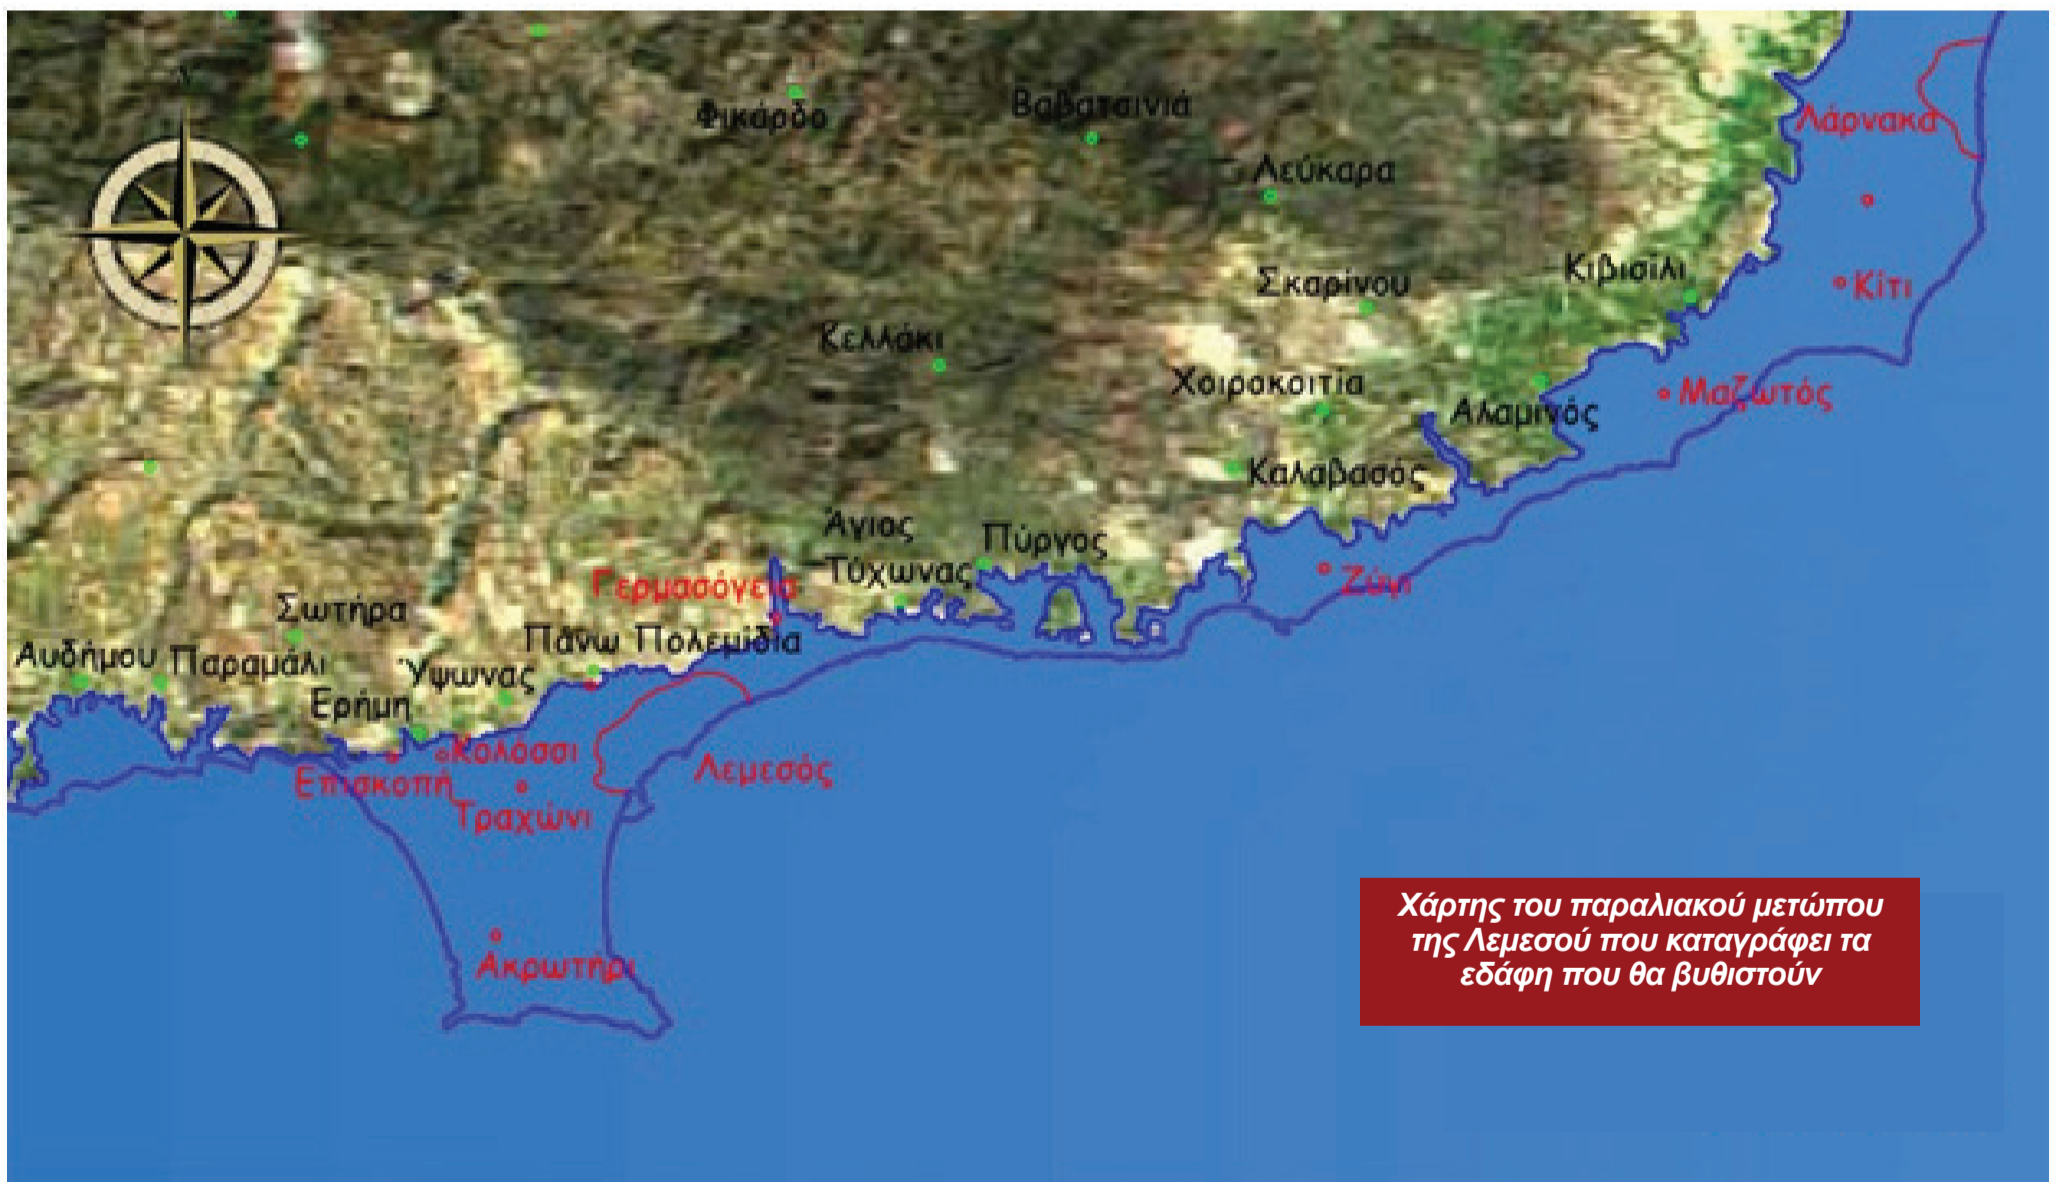 Φικάρδο
Βαβατσινιά
Λάρνακα
Λεύκαρα
Κιβισίλι
Σκαρίνου
Κίτι
Κελλάκι
Χοιροκοιτία
Μαζωτός
Αλαμινός
Καλαβασός
Άγιος
Τύχωνας
Πύργος
Γερμασόγεια
Ζύγι
Σωτήρα
Πάνω Πολεμίδια
Αυδήμου
Παραμάλι
Ύψωνας
Ερήμη
Κολόσσι
Επισκοπή
Λεμεσός
Τραχώνι
Ακρωτήρι
Χάρτης του παραλιακού μετώπου
της Λεμεσού που καταγράφει τα
εδάφη που θα βυθιστούν